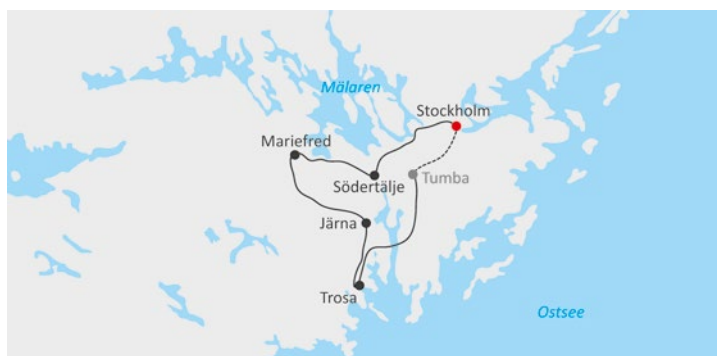 Mälaren
Stockholm
Mariefred
Södertälje
Tumba
Järna
Trosa
Ostsee